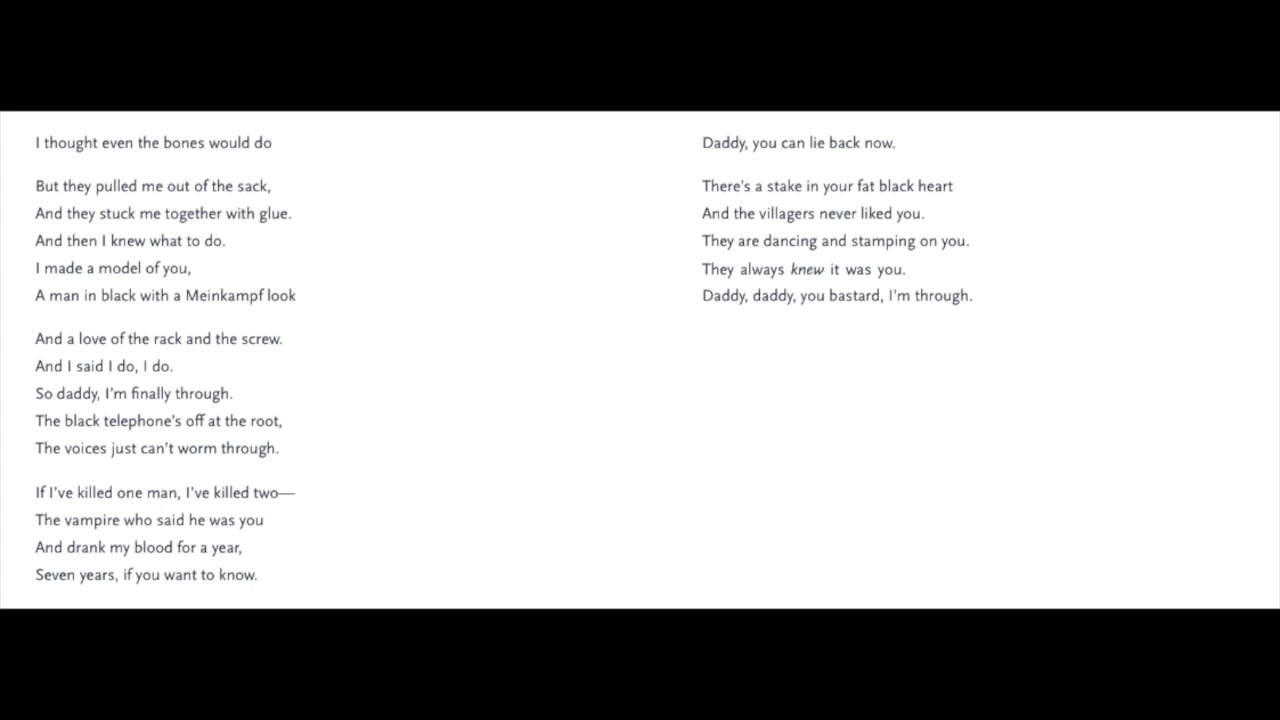 I thought even the bones would do
But they pulled me out of the sack,
And they stuck me together with glue.
And then I knew what to do.
I made a model of you,
A man in black with a Meinkampf look
And a love of the rack and the screw.
And I said I do, I do.
So daddy, I'm finally through.
The black telephone's off at the root,
The voices just can't worm through.
If I've killed one man, I've killed two—
The vampire who said he was you
And drank my blood for a year,
Seven years, if you want to know.
Daddy, you can lie back now.
There's a stake in your fat black heart
And the villagers never liked you.
They are dancing and stamping on you.
They always knew it was you.
Daddy, daddy, you bastard, I'm through.